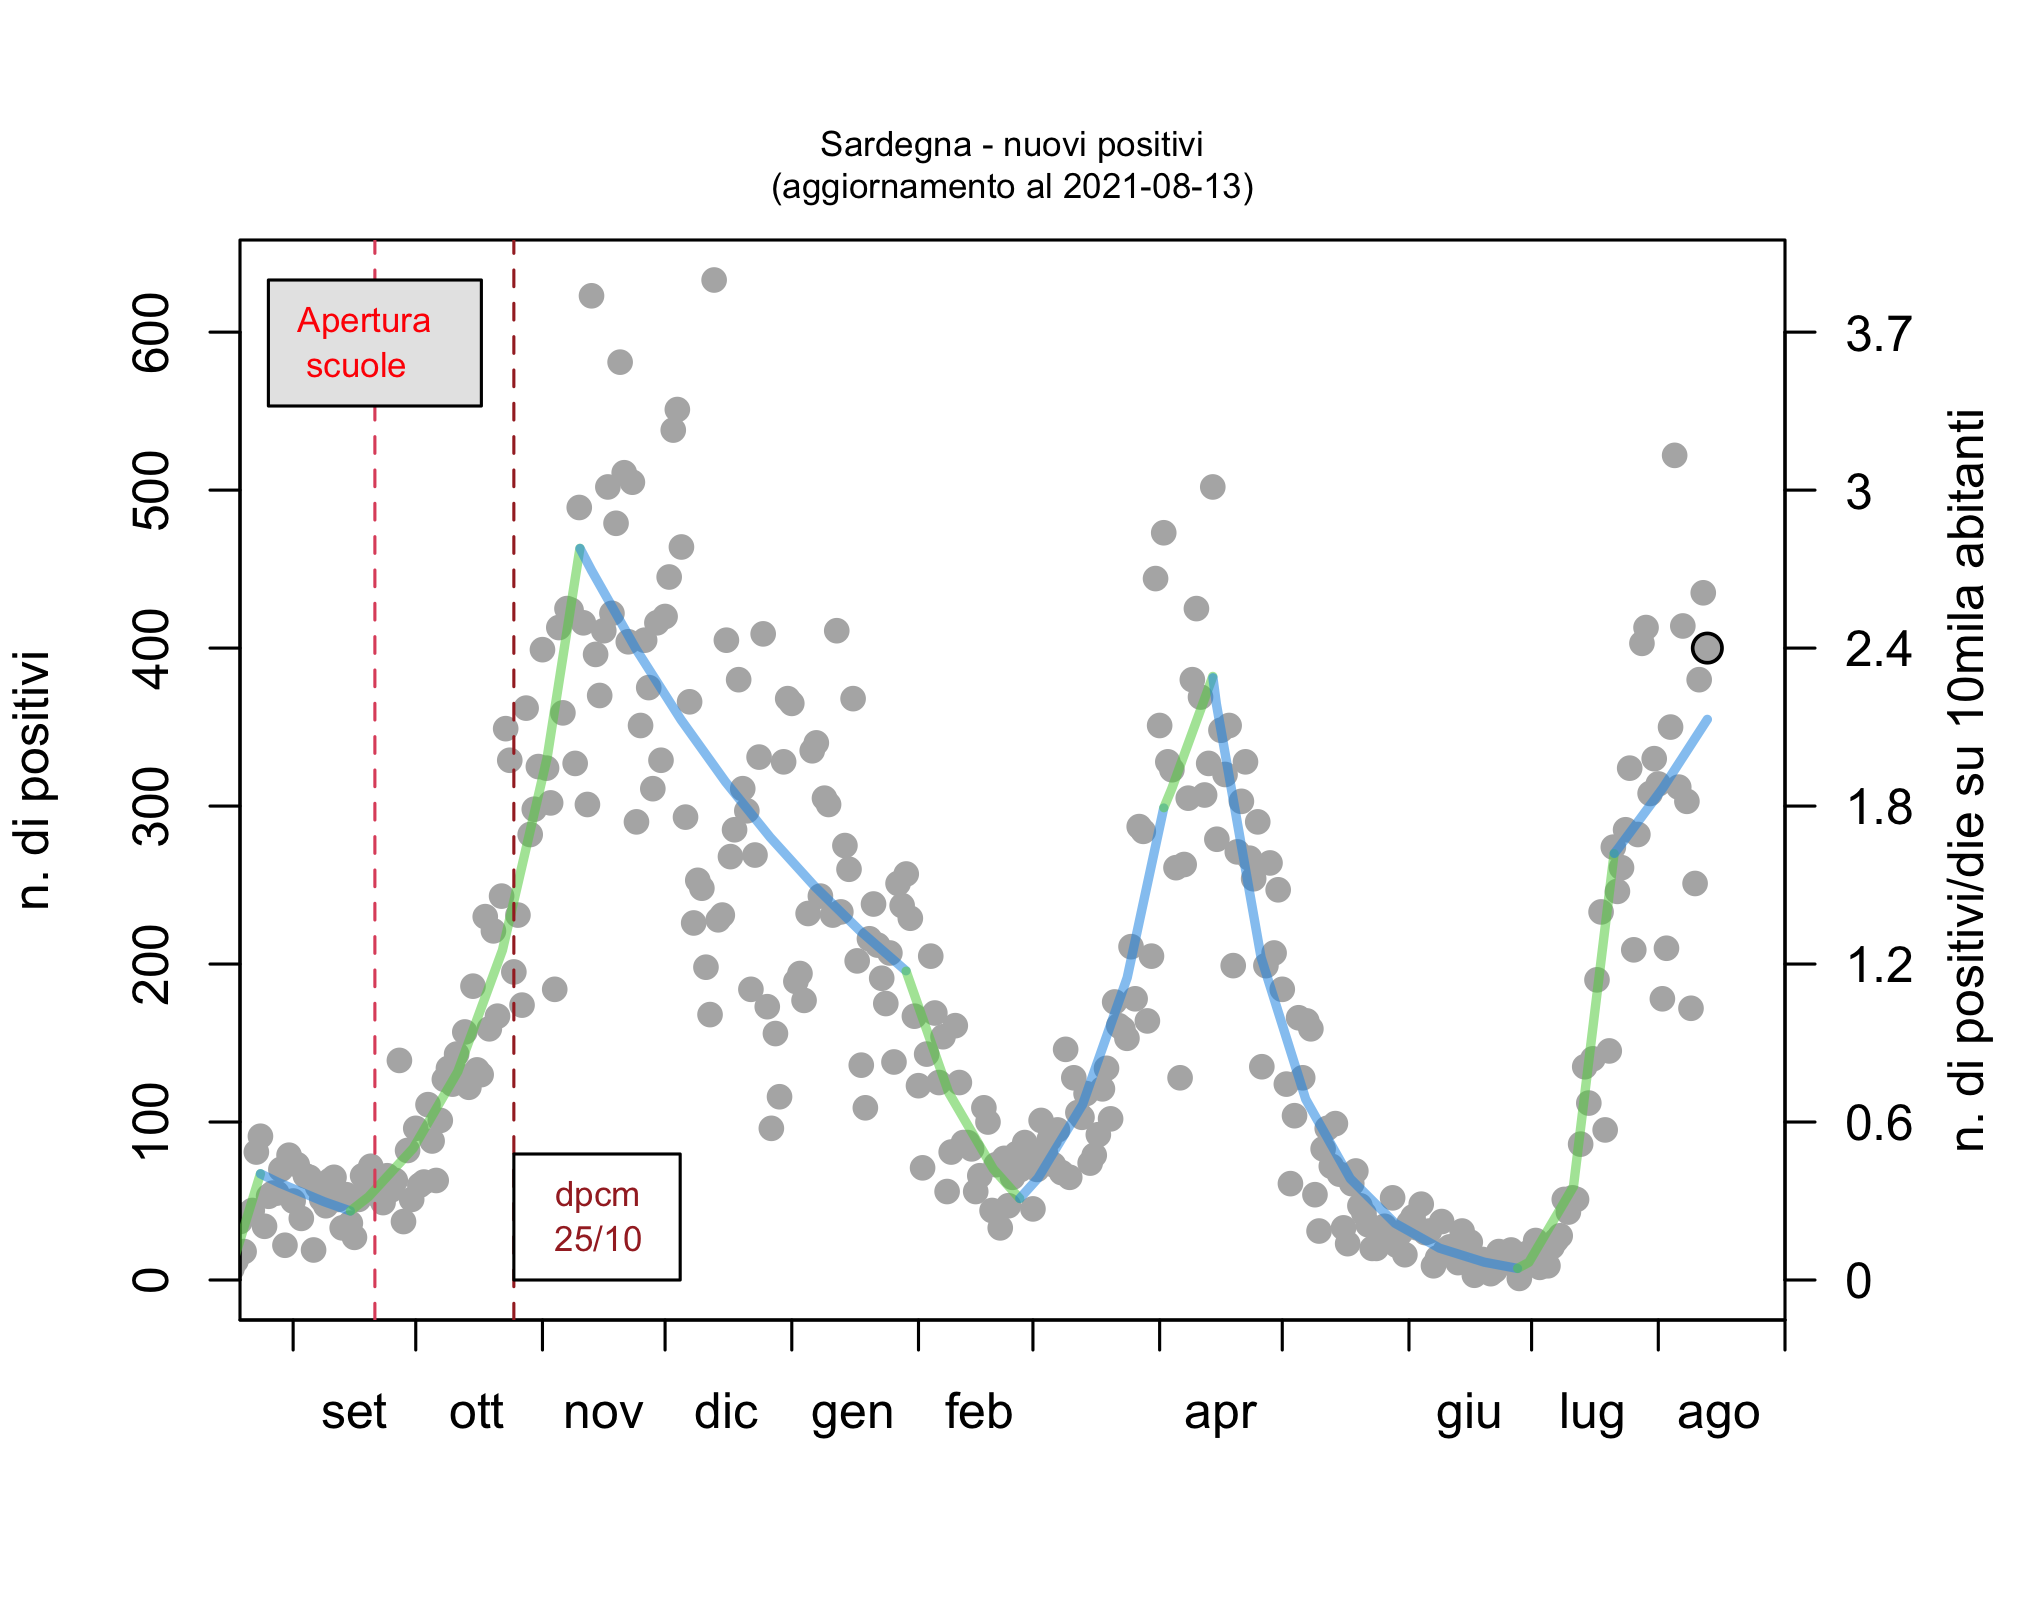 Sardegna - nuovi positivi
(aggiornamento al 2021-08-13)
n. di positivi
600
500
400
300
200
100
0
Apertura
scuole
dpcm
25/10
3.7
3
2.4
1.8
1.2
0.6
0
n. di positivi/die su 10mila abitanti
set ott nov dic gen feb apr giu lug ago